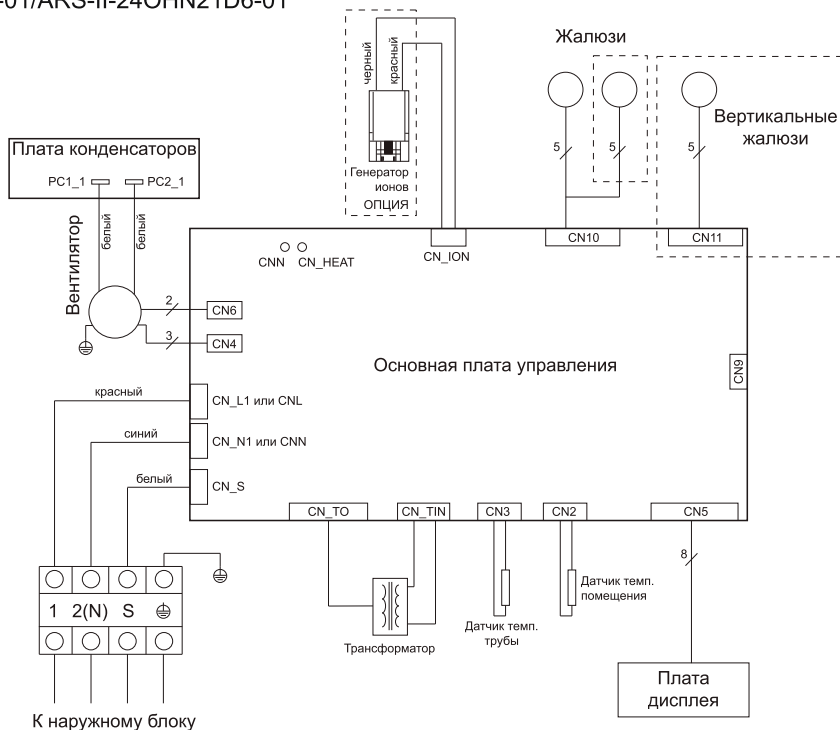 -01/ARS-II-24OHN21D6-01
черный
красный
Генератор
ионов
ОПЦИЯ
Жалюзи
5
5
5
Вертикальные
жалюзи
Плата конденсаторов
PC1_1
PC2_1
белый
белый
Вентилятор
2
3
CNN
CN_HEAT
CN_ION
CN10
CN11
CN6
CN4
CN9
Основная плата управления
красный
CN_L1 или CNL
синий
CN_N1 или CNN
белый
CN_S
CN_TO
CN_TIN
CN3
CN2
CN5
8
1 2(N) S
Трансформатор
Датчик темп.
трубы
Датчик темп.
помещения
Плата
дисплея
К наружному блоку